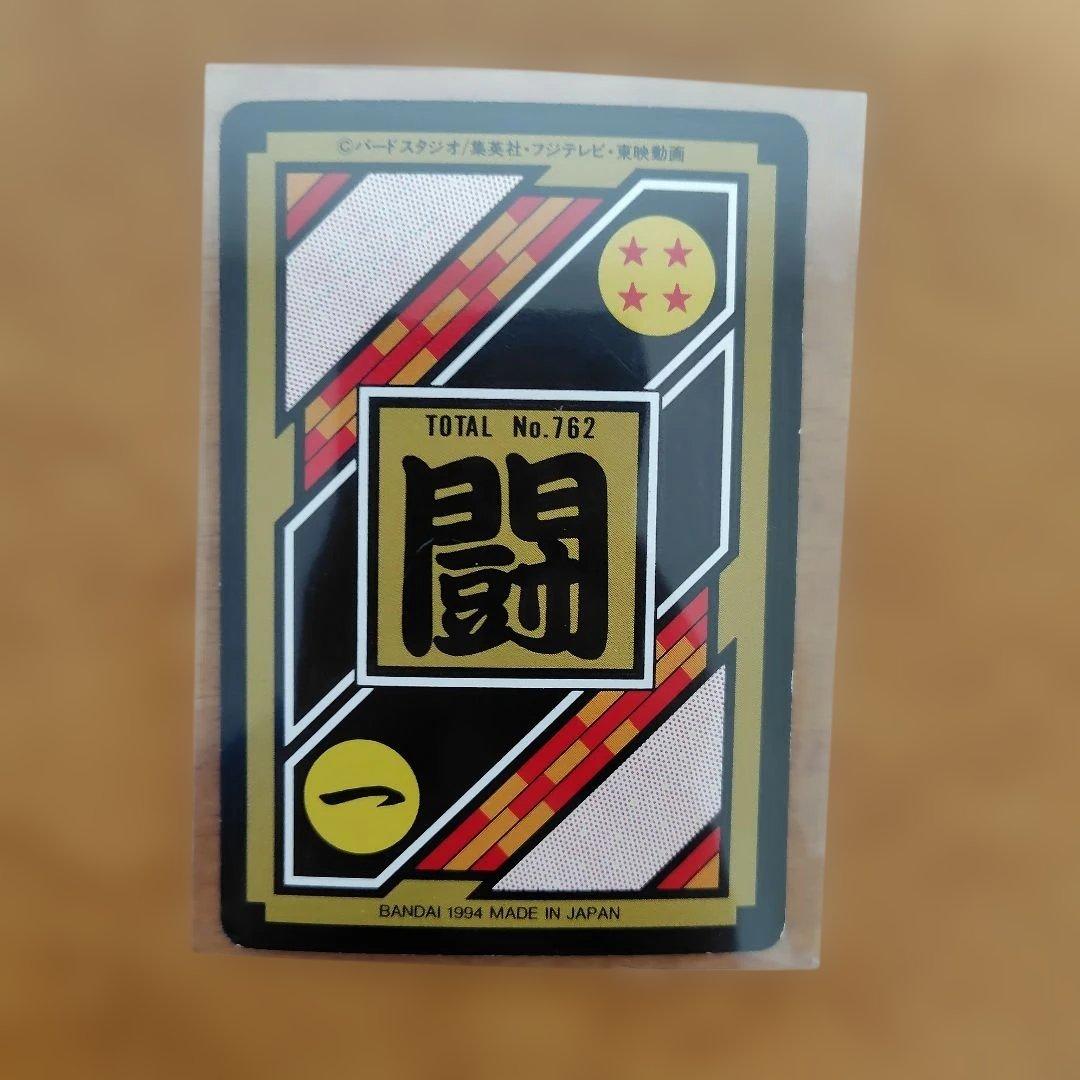 ©バードスタジオ/集英社・フジテレビ・東映動画
TOTAL No.762
闘
一
BANDAI 1994 MADE IN JAPAN